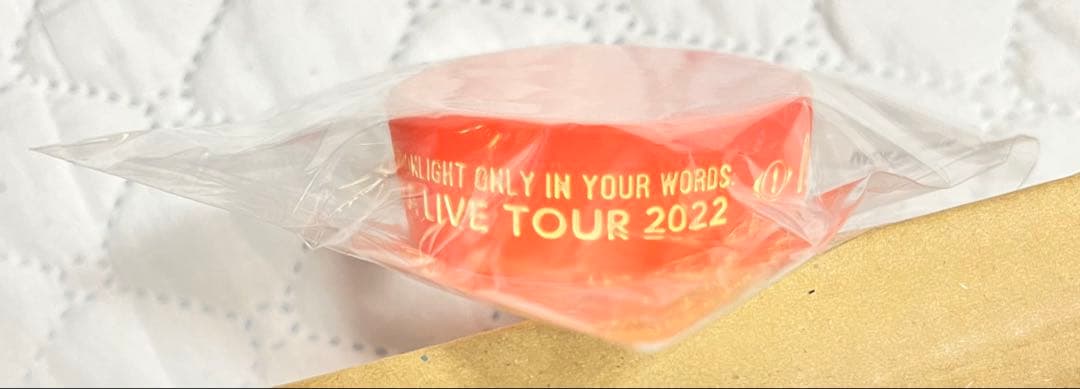 NLIGHT ONLY IN YOUR WORDS.
LIVE TOUR 2022